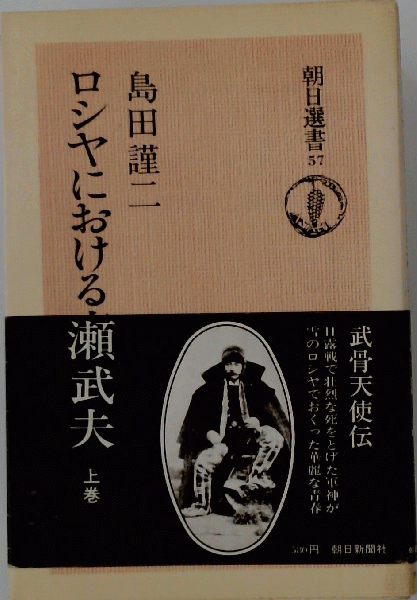 朝日選書
57
島田謹二
ロシヤにおける
瀬武夫
上巻
武骨天使伝
日露戦で壮烈な死をとげた軍神が
雪のロシヤでおくった華麗な青春
円 朝日新聞社